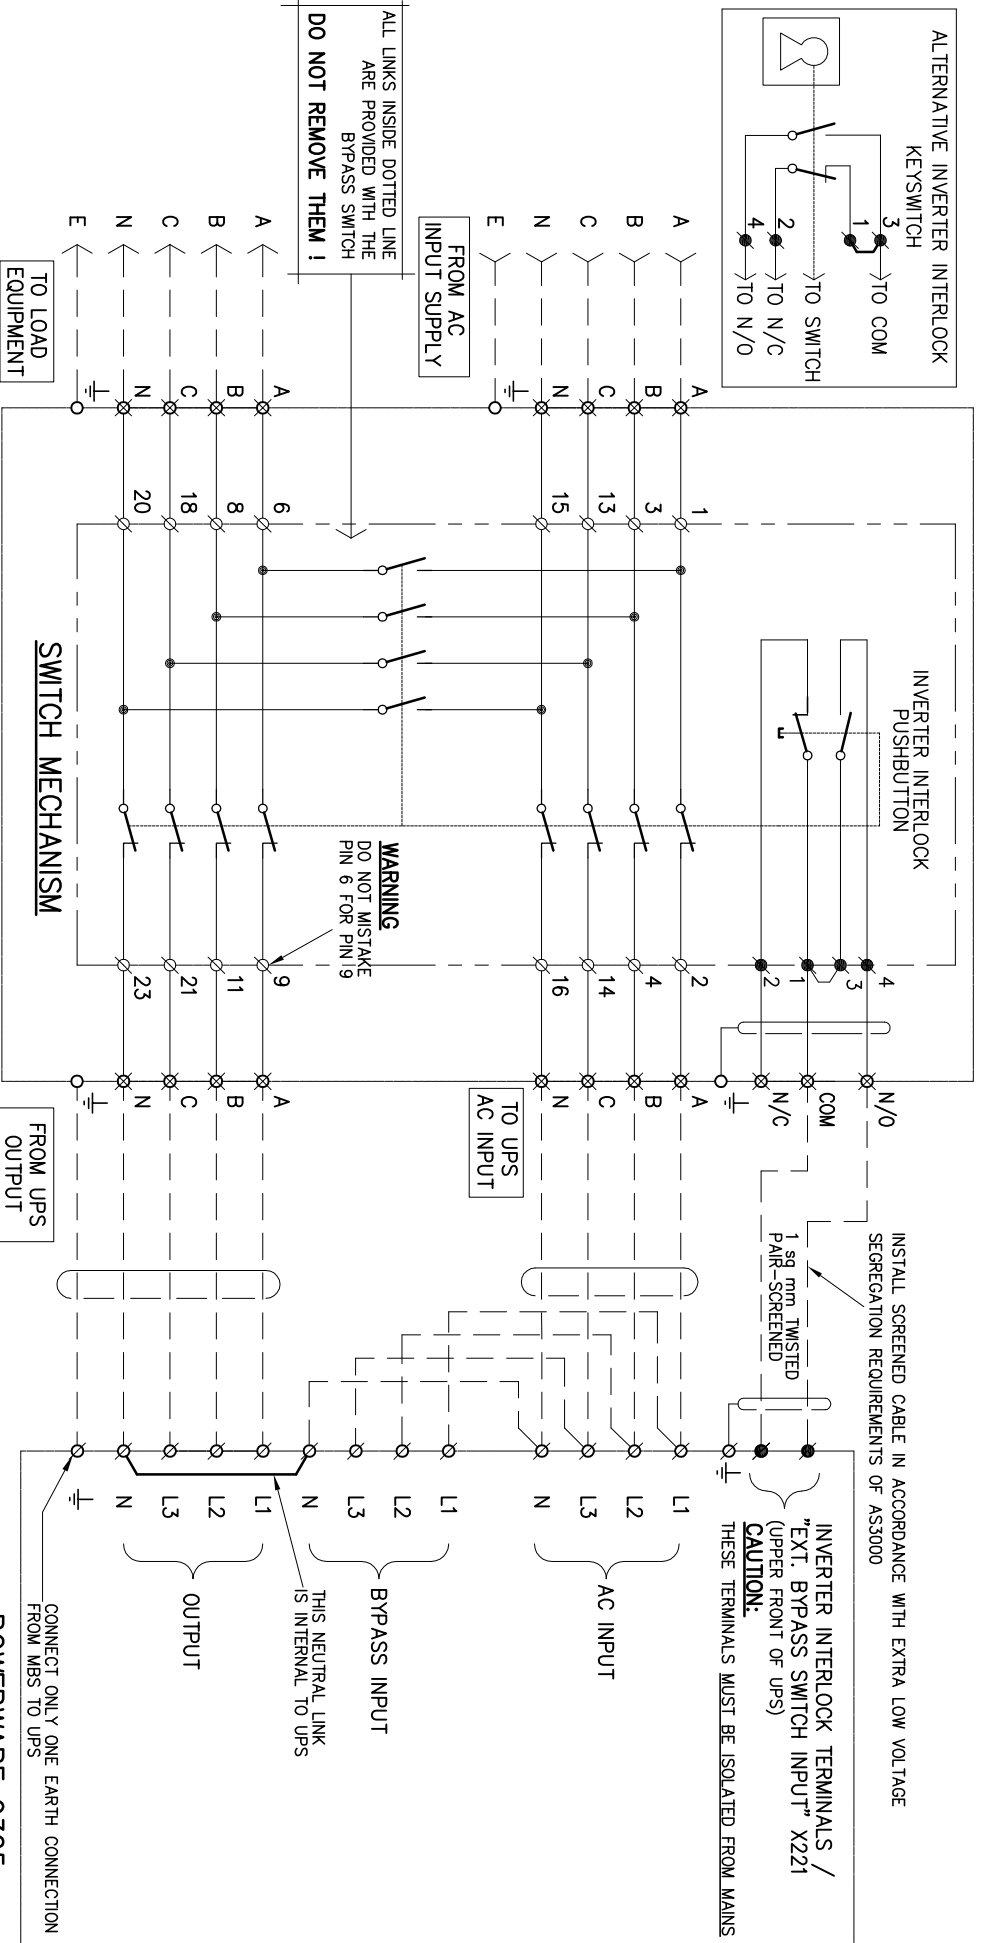 ALTERNATIVE INVERTER INTERLOCK
KEYSWITCH
3
1
2
4
TO COM
TO SWITCH
TO N/C
TO N/O
ALL LINKS INSIDE DOTTED LINE
ARE PROVIDED WITH THE
BYPASS SWITCH
DO NOT REMOVE THEM !
A
B
C
N
E
FROM AC
INPUT SUPPLY
A
B
C
N
E
TO LOAD
EQUIPMENT
A
B
C
N
A
B
C
N
1
3
13
15
6
8
18
20
INVERTER INTERLOCK
PUSHBUTTON
WARNING
DO NOT MISTAKE
PIN 6 FOR PIN 9
SWITCH MECHANISM
4
3
1
2
2
4
14
16
9
11
21
23
N/O
COM
N/C
A
B
C
N
TO UPS
AC INPUT
A
B
C
N
FROM UPS
OUTPUT
INSTALL SCREENED CABLE IN ACCORDANCE WITH EXTRA LOW VOLTAGE
SEGREGATION REQUIREMENTS OF AS3000
1 sq mm TWISTED
PAIR-SCREENED
INVERTER INTERLOCK TERMINALS /
"EXT. BYPASS SWITCH INPUT" X221
(UPPER FRONT OF UPS)
CAUTION:
THESE TERMINALS MUST BE ISOLATED FROM MAINS
L1
L2
L3
N
AC INPUT
L1
L2
L3
N
BYPASS INPUT
THIS NEUTRAL LINK
IS INTERNAL TO UPS
L1
L2
L3
N
OUTPUT
CONNECT ONLY ONE EARTH CONNECTION
FROM MBS TO UPS